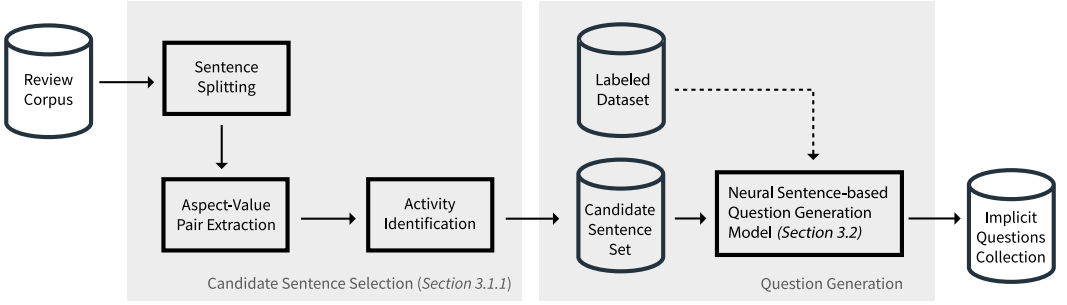 Review
Corpus
Sentence
Splitting
Aspect-Value
Pair Extraction
Activity
Identification
Candidate Sentence Selection (Section 3.1.1)
Labeled
Dataset
Candidate
Sentence
Set
Neural Sentence-based
Question Generation
Model (Section 3.2)
Question Generation
Implicit
Questions
Collection